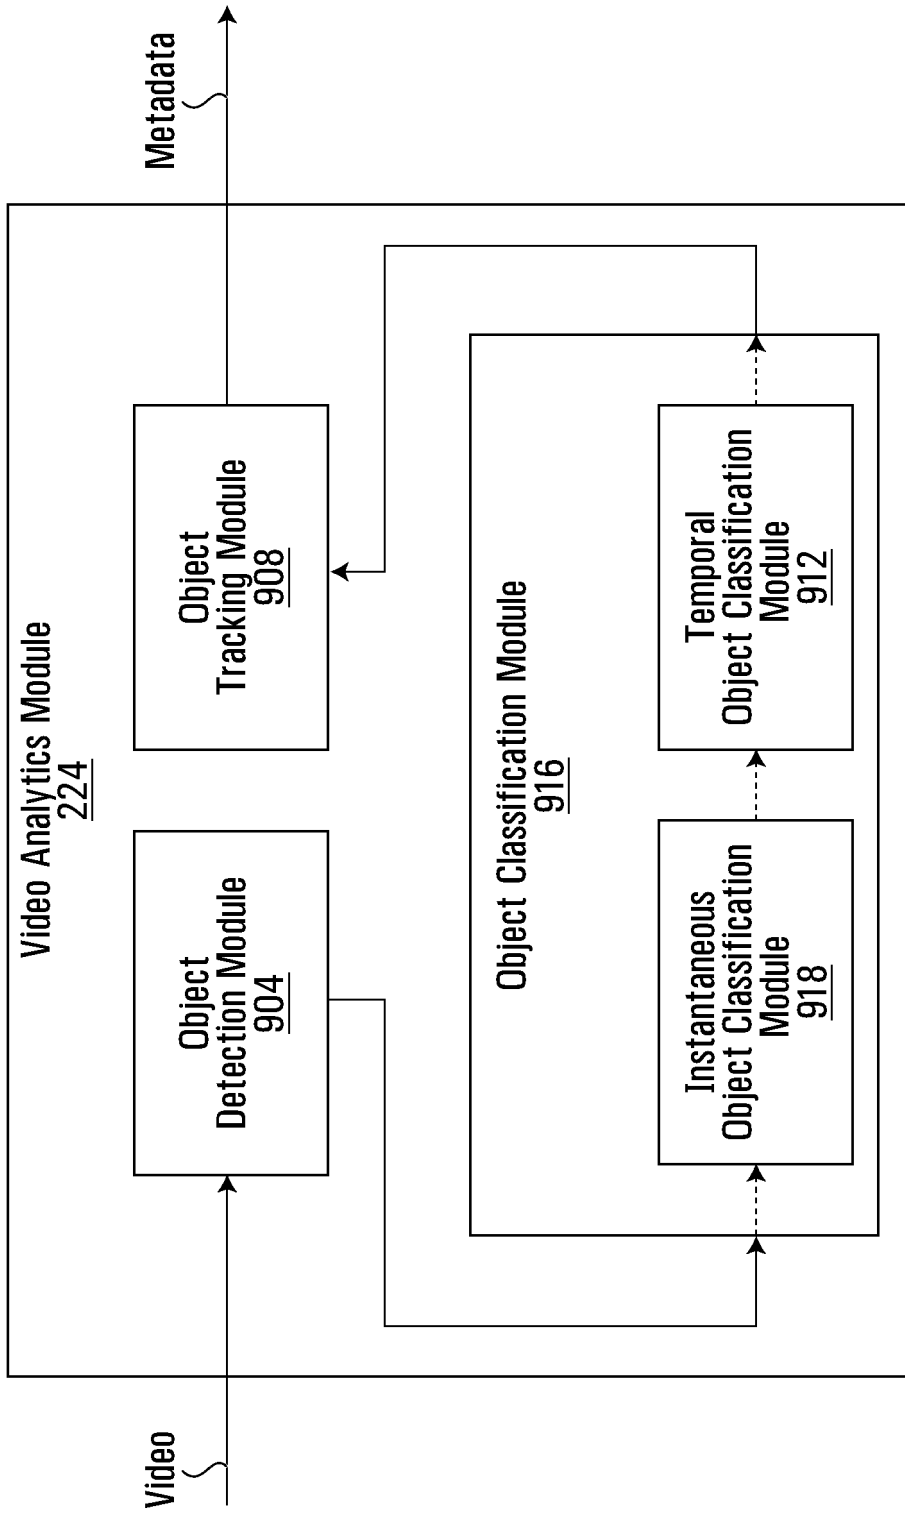 Video Analytics Module
224
Video
Metadata
Object
Detection Module
904
Object
Tracking Module
908
Object Classification Module
916
Instantaneous
Object Classification
Module
918
Temporal
Object Classification
Module
912